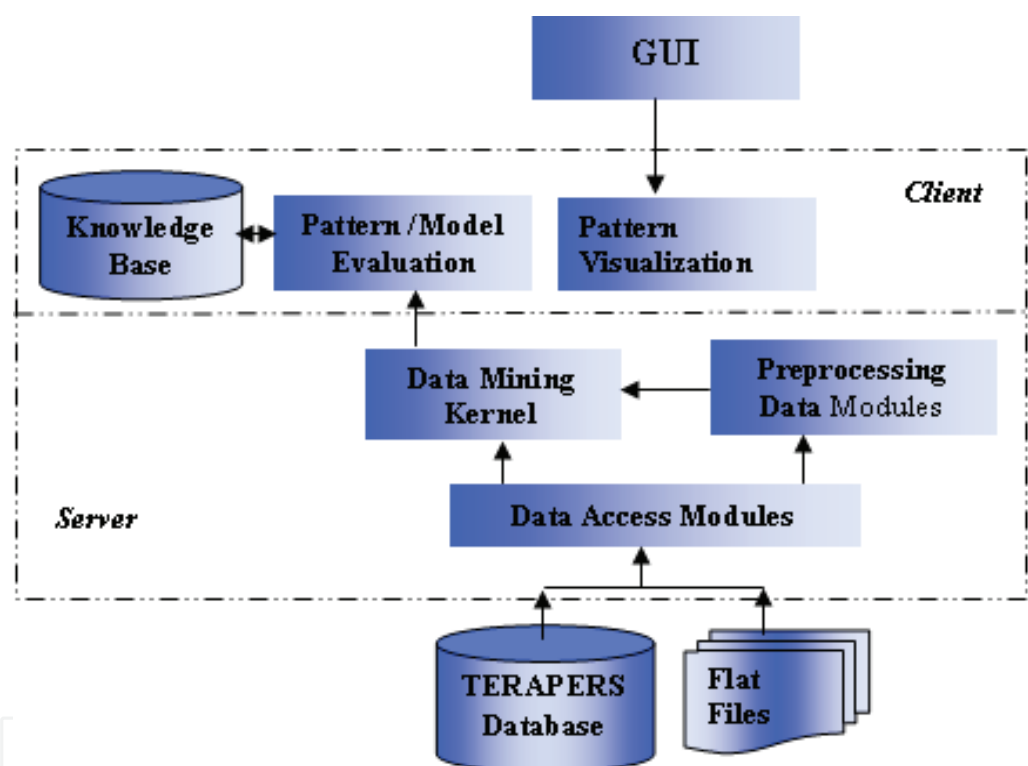 GUI
Client
Knowledge
Base
Pattern /Model
Evaluation
Pattern
Visualization
Data Mining
Kernel
Preprocessing
Data Modules
Server
Data Access Modules
TERAPERS
Database
Flat
Files